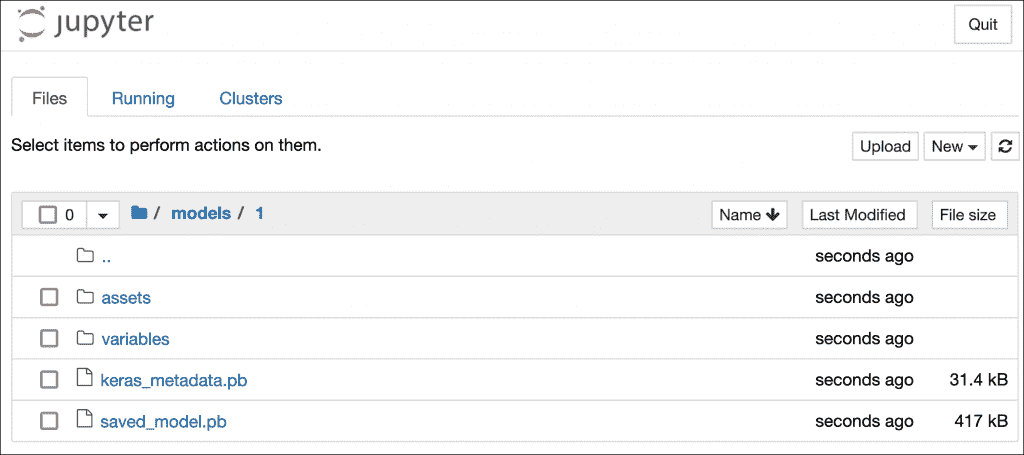 jupyter Quit
Files Running Clusters
Select items to perform actions on them. Upload New
0 / models / 1 Name Last Modified File size
.. seconds ago
assets seconds ago
variables seconds ago
keras_metadata.pb seconds ago 31.4 kB
saved_model.pb seconds ago 417 kB